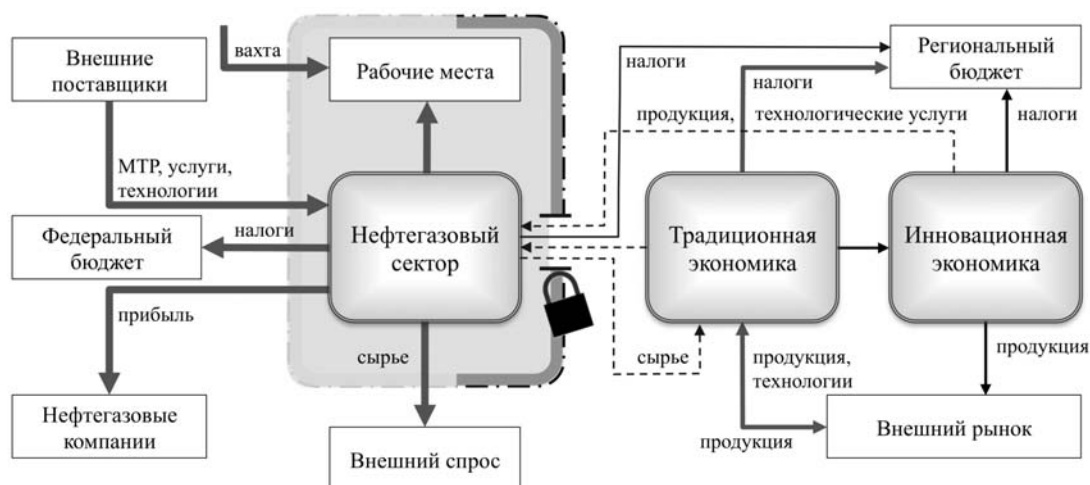 Внешние
поставщики
вахта
Рабочие места
налоги
Региональный
бюджет
налоги
продукция, технологические услуги
налоги
МТР, услуги,
технологии
Федеральный
бюджет
налоги
Нефтегазовый
сектор
Традиционная
экономика
Инновационная
экономика
прибыль
сырье
сырье
продукция,
технологии
продукция
Нефтегазовые
компании
Внешний спрос
продукция
Внешний рынок